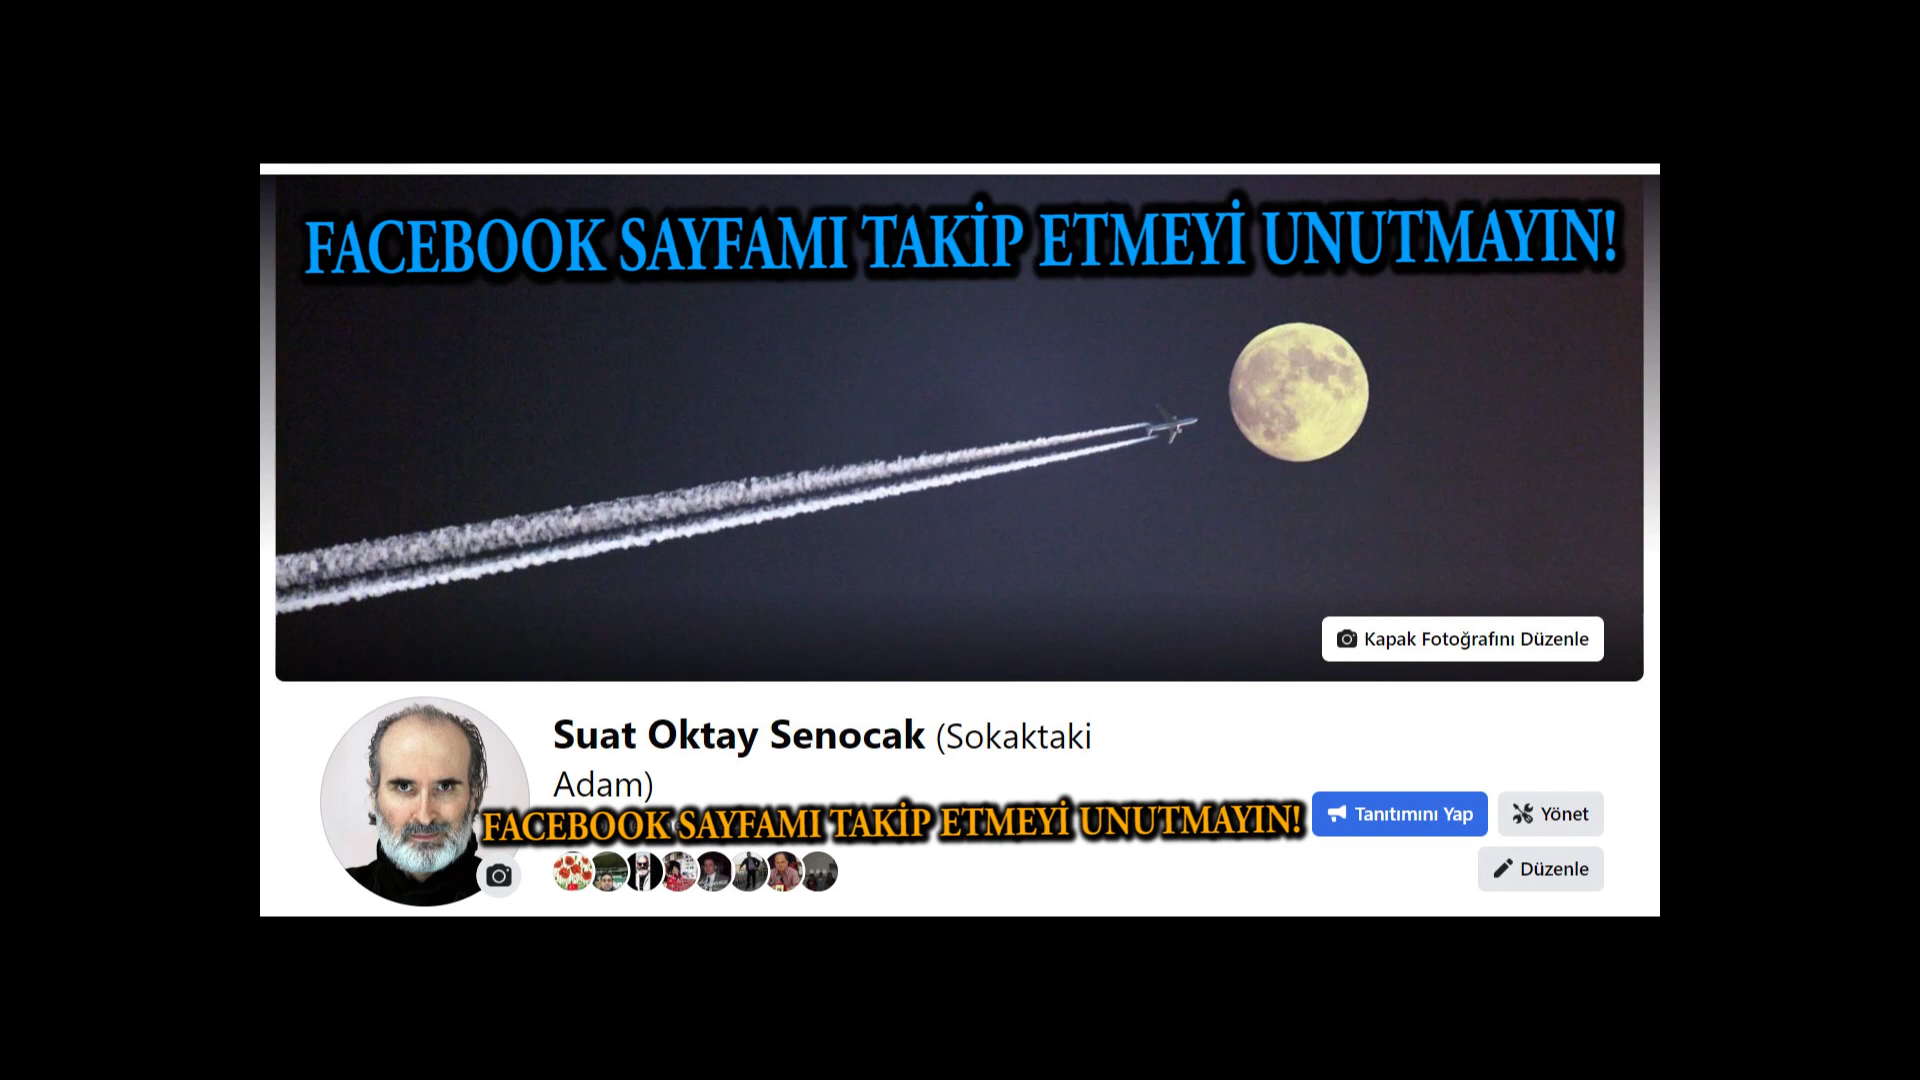 FACEBOOK SAYFAMI TAKİP ETMEYİ UNUTMAYIN!
Kapak Fotoğrafını Düzenle
Suat Oktay Senocak (Sokaktaki
Adam)
FACEBOOK SAYFAMI TAKİP ETMEYİ UNUTMAYIN!
Tanıtımını Yap
Yönet
Düzenle